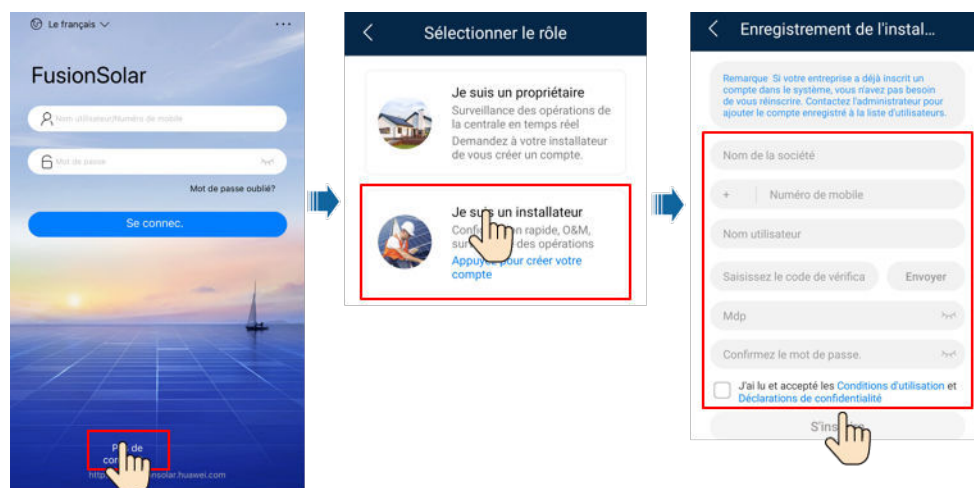 Le français
FusionSolar
Nom utilisateur/Numéro de mobile
Mot de passe
Mot de passe oublié?
Se connec.
de
http
nsolar.huawei.com
Sélectionner le rôle
Je suis un propriétaire
Surveillance des opérations de
la centrale en temps réel
Demandez à votre installateur
de vous créer un compte.
Je suis un installateur
rapide, O&M,
des opérations
pour créer votre
compte
Enregistrement de l'instal...
Remarque Si votre entreprise a déjà inscrit un
compte dans le système, vous n'avez pas besoin
de vous réinscrire. Contactez l'administrateur pour
ajouter le compte enregistré à la liste d'utilisateurs.
Nom de la société
+ Numéro de mobile
Nom utilisateur
Saisissez le code de vérifica Envoyer
Mdp
Confirmez le mot de passe.
J'ai lu et accepté les Conditions d'utilisation et
Déclarations de confidentialité